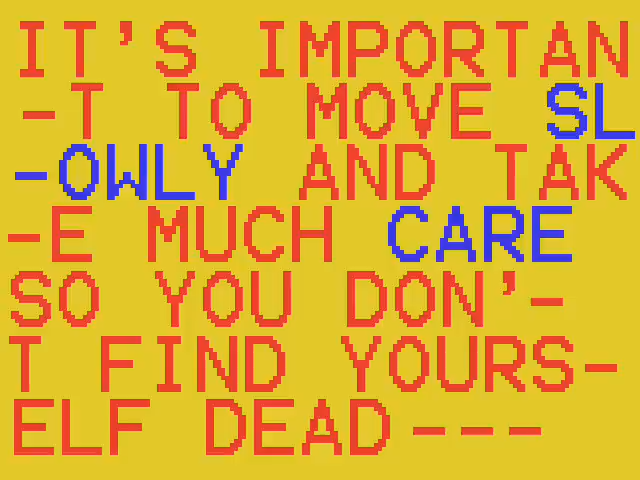 IT'S IMPORTAN
-T TO MOVE SL
-OWLY AND TAK
-E MUCH CARE
SO YOU DON'-
T FIND YOURS-
ELF DEAD---